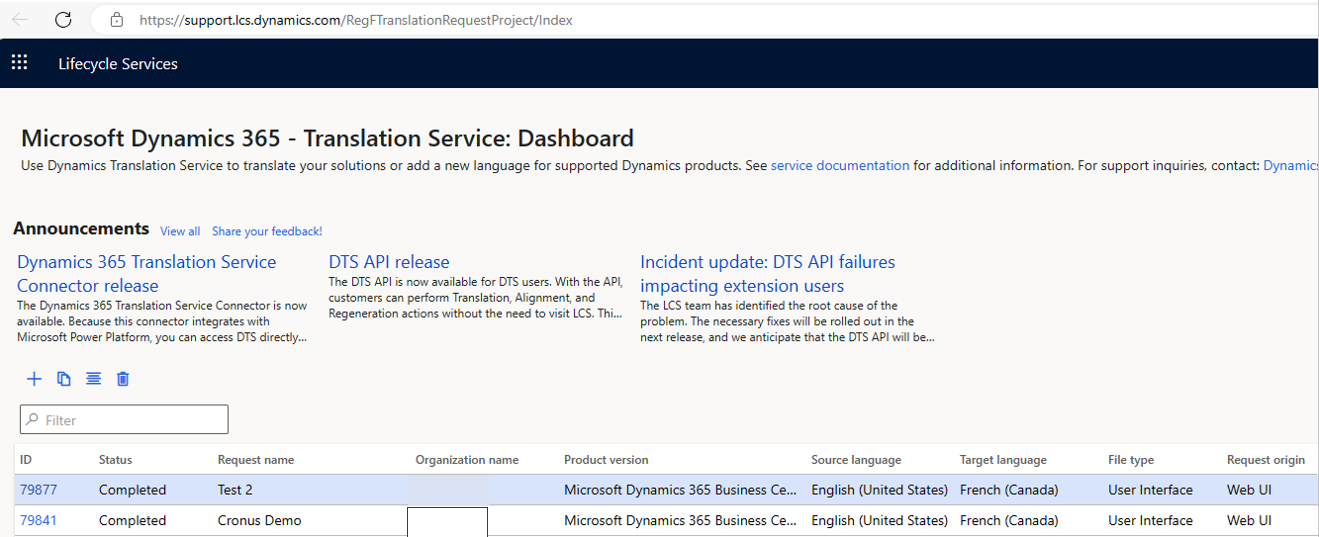 https://support.lcs.dynamics.com/RegFTranslationRequestProject/Index
Lifecycle Services
Microsoft Dynamics 365 - Translation Service: Dashboard
Use Dynamics Translation Service to translate your solutions or add a new language for supported Dynamics products. See service documentation for additional information. For support inquiries, contact: Dynamics
Announcements View all Share your feedback!
Dynamics 365 Translation Service
Connector release
The Dynamics 365 Translation Service Connector is now
available. Because this connector integrates with
Microsoft Power Platform, you can access DTS directly...
DTS API release
The DTS API is now available for DTS users. With the API,
customers can perform Translation, Alignment, and
Regeneration actions without the need to visit LCS. Thi...
Incident update: DTS API failures
impacting extension users
The LCS team has identified the root cause of the
problem. The necessary fixes will be rolled out in the
next release, and we anticipate that the DTS API will be...
Filter
ID Status Request name Organization name Product version Source language Target language File type Request origin
79877 Completed Test 2 Microsoft Dynamics 365 Business Ce... English (United States) French (Canada) User Interface Web UI
79841 Completed Cronus Demo Microsoft Dynamics 365 Business Ce... English (United States) French (Canada) User Interface Web UI